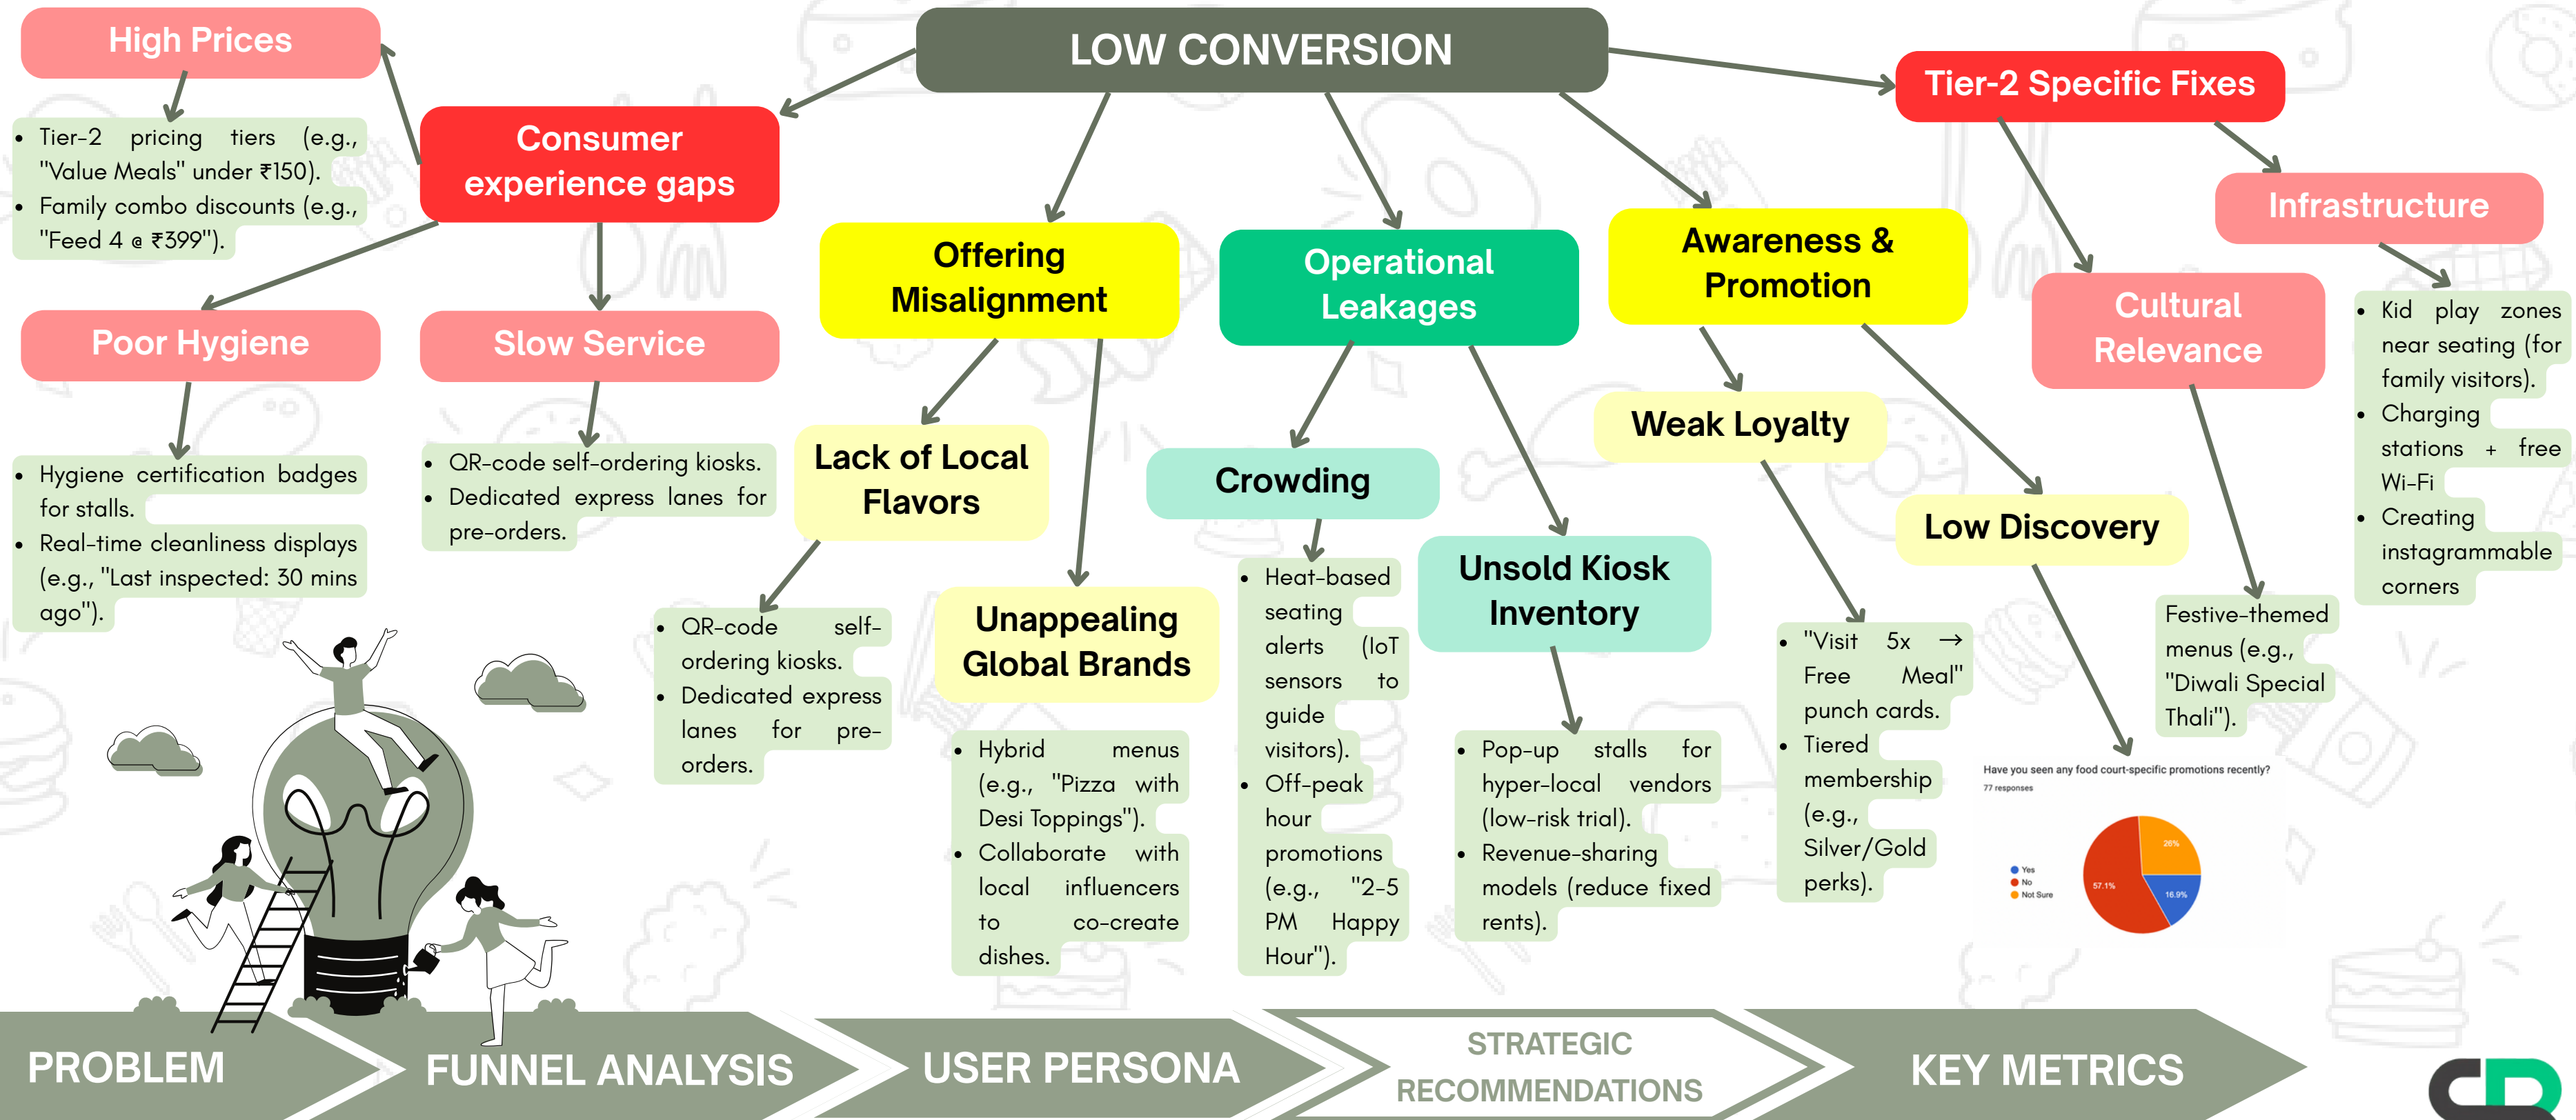 LOW CONVERSION
High Prices
• Tier-2 pricing tiers (e.g.,
"Value Meals" under ₹150).
• Family combo discounts (e.g.,
"Feed 4 @ ₹399").
Consumer
experience gaps
Poor Hygiene
• Hygiene certification badges
for stalls.
• Real-time cleanliness displays
(e.g., "Last inspected: 30 mins
ago").
Slow Service
• QR-code self-ordering kiosks.
• Dedicated express lanes for
pre-orders.
Offering
Misalignment
Lack of Local
Flavors
• QR-code self-
ordering kiosks.
• Dedicated express
lanes for pre-
orders.
Unappealing
Global Brands
• Hybrid menus
(e.g., "Pizza with
Desi Toppings").
• Collaborate with
local influencers
to co-create
dishes.
Operational
Leakages
Crowding
• Heat-based
seating
alerts (IoT
sensors to
guide
visitors).
• Off-peak
hour
promotions
(e.g., "2-5
PM Happy
Hour").
Unsold Kiosk
Inventory
• Pop-up stalls for
hyper-local vendors
(low-risk trial).
• Revenue-sharing
models (reduce fixed
rents).
Awareness &
Promotion
Weak Loyalty
• "Visit 5x →
Free Meal"
punch cards.
• Tiered
membership
(e.g.,
Silver/Gold
perks).
Low Discovery
Have you seen any food court-specific promotions recently?
77 responses
Yes
No
Not Sure
57.1%
26%
16.9%
Tier-2 Specific Fixes
Cultural
Relevance
Festive-themed
menus (e.g.,
"Diwali Special
Thali").
Infrastructure
• Kid play zones
near seating (for
family visitors).
• Charging
stations + free
Wi-Fi
• Creating
instagrammable
corners
PROBLEM
FUNNEL ANALYSIS
USER PERSONA
STRATEGIC
RECOMMENDATIONS
KEY METRICS